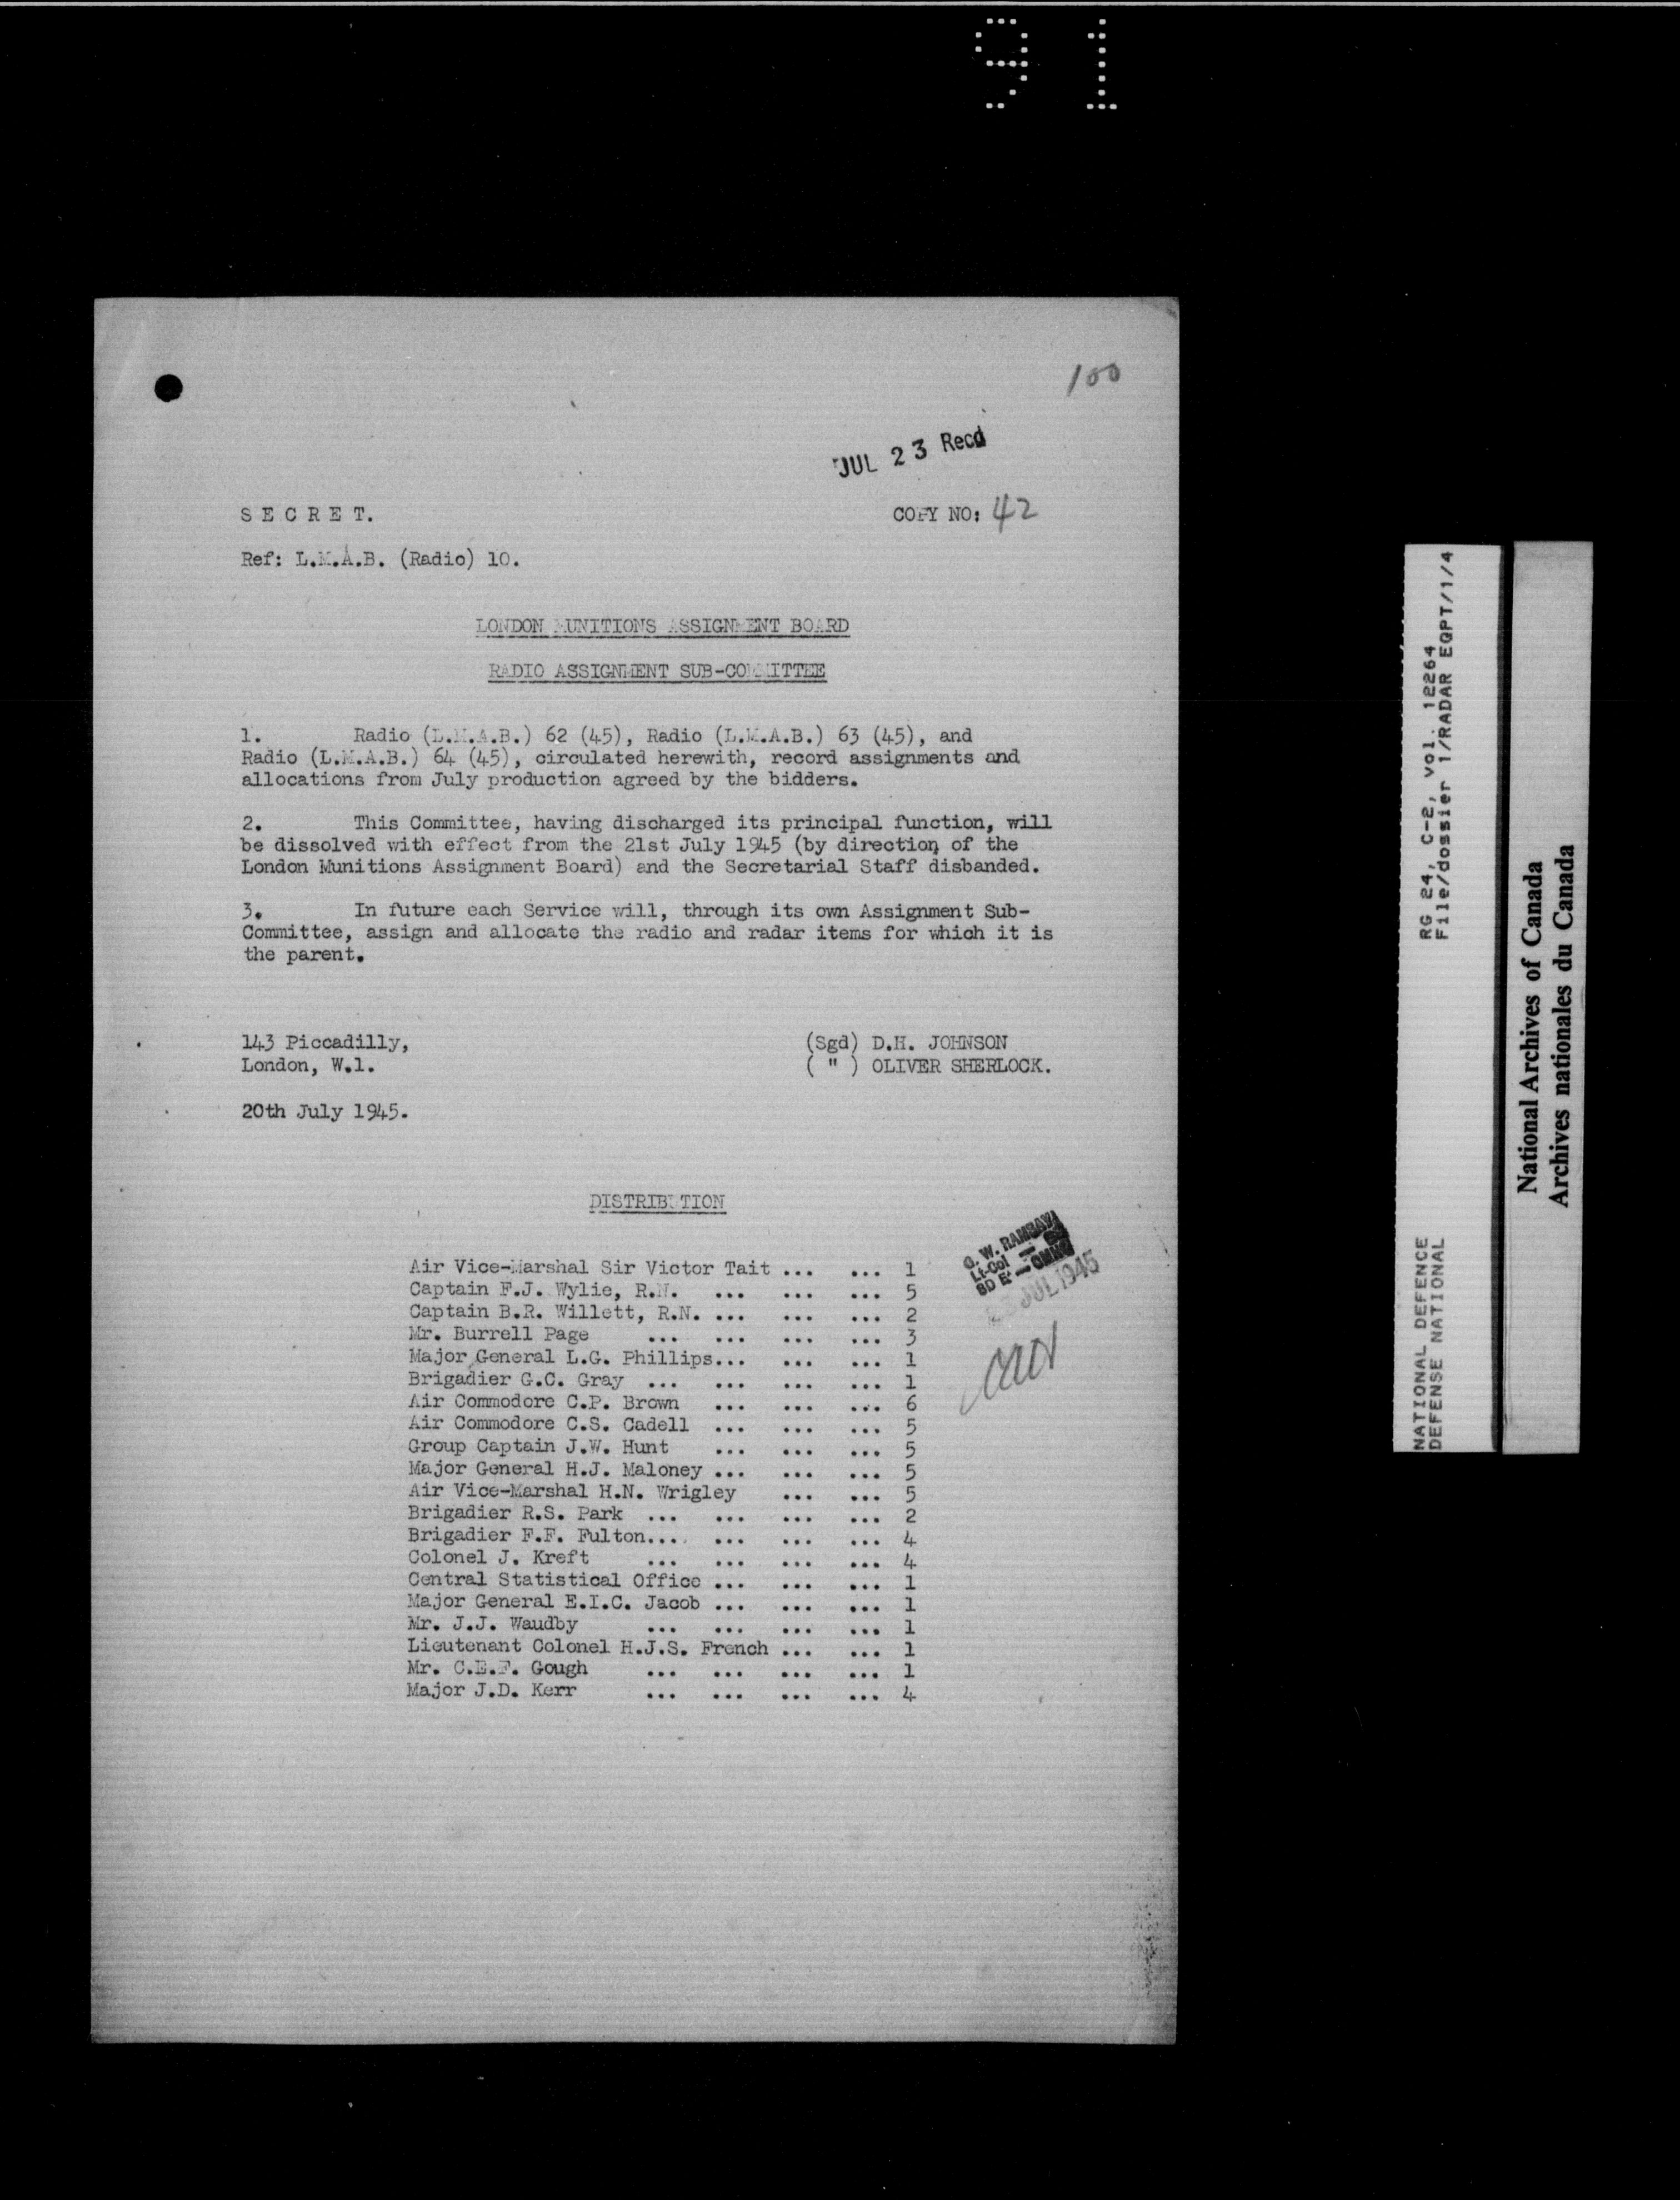 91
100
JUL 23 Recd
S E C R E T.
COPY NO: 42
Ref: L.M.A.B. (Radio) 10.
LONDON MUNITIONS ASSIGNMENT BOARD
RADIO ASSIGNMENT SUB-COMMITTEE
1. Radio (L.M.A.B.) 62 (45), Radio (L.M.A.B.) 63 (45), and
Radio (L.M.A.B.) 64 (45), circulated herewith, record assignments and
allocations from July production agreed by the bidders.
2. This Committee, having discharged its principal function, will
be dissolved with effect from the 21st July 1945 (by direction of the
London Munitions Assignment Board) and the Secretarial Staff disbanded.
3. In future each Service will, through its own Assignment Sub-
Committee, assign and allocate the radio and radar items for which it is
the parent.
143 Piccadilly,
London, W.1.
(Sgd) D.H. JOHNSON
( " ) OLIVER SHERLOCK.
20th July 1945.
DISTRIBUTION
Air Vice-Marshal Sir Victor Tait ... ... 1
Captain F.J. Wylie, R.N. ... ... ... 5
Captain B.R. Willett, R.N. ... ... ... 2
Mr. Burrell Page ... ... ... ... 3
Major General L.G. Phillips... ... ... 1
Brigadier G.C. Gray ... ... ... ... 1
Air Commodore C.P. Brown ... ... ... 6
Air Commodore C.S. Cadell ... ... ... 5
Group Captain J.W. Hunt ... ... ... 5
Major General H.J. Maloney ... ... ... 5
Air Vice-Marshal H.N. Wrigley ... ... 5
Brigadier R.S. Park ... ... ... ... 2
Brigadier F.F. Fulton... ... ... ... 4
Colonel J. Kreft ... ... ... ... 4
Central Statistical Office ... ... ... 1
Major General E.I.C. Jacob ... ... ... 1
Mr. J.J. Waudby ... ... ... ... 1
Lieutenant Colonel H.J.S. French ... ... 1
Mr. C.E.F. Gough ... ... ... ... 1
Major J.D. Kerr ... ... ... ... 4
G. W. RAMSAY
Lt-Col
JUL 1945
NATIONAL DEFENCE RG 24, C-2, vol. 12264
DEFENSE NATIONAL File/dossier 1/RADAR EQPT/1/4
National Archives of Canada
Archives nationales du Canada